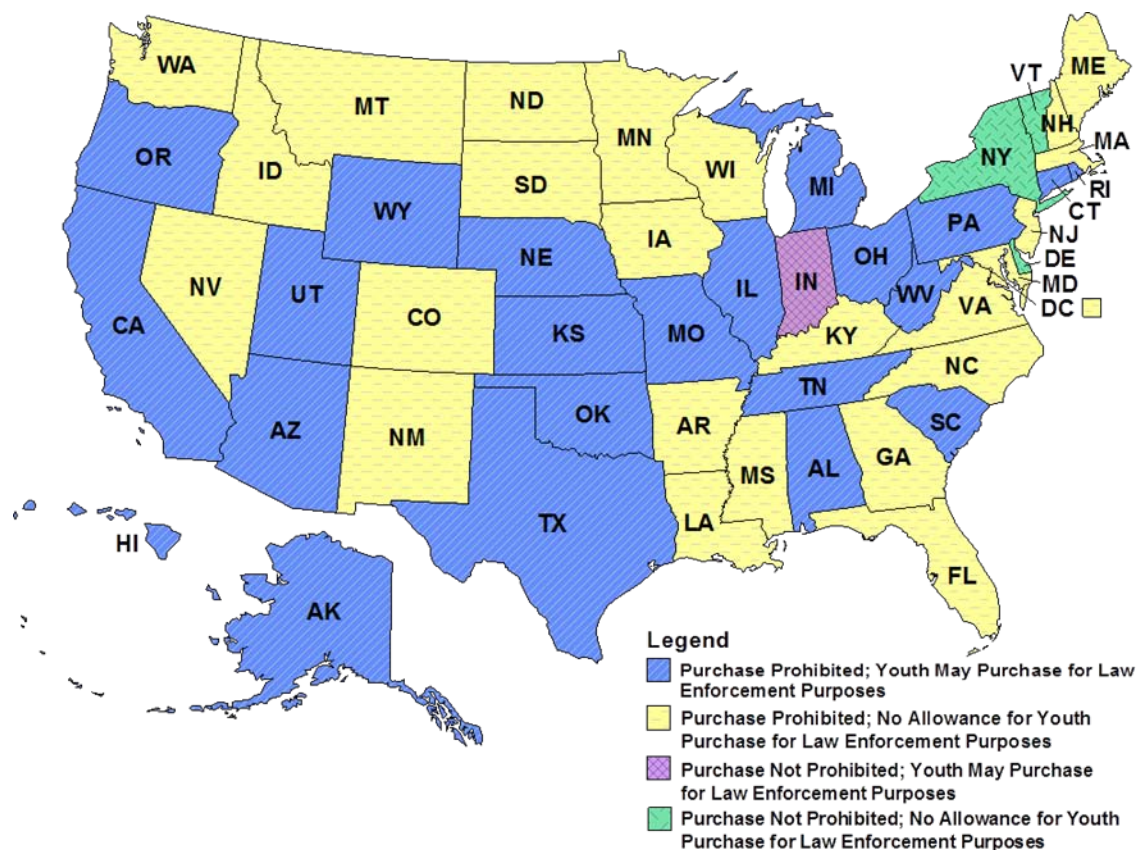 WA
MT
ND
MN
VT
ME
NH
MA
OR
ID
SD
WI
MI
NY
RI
CT
WY
IA
PA
NJ
NE
OH
DE
NV
UT
IL
IN
WV
MD
CA
CO
VA
DC
KS
MO
KY
NC
TN
AZ
NM
OK
AR
SC
MS
AL
GA
TX
LA
HI
FL
AK
Legend
Purchase Prohibited; Youth May Purchase for Law
Enforcement Purposes
Purchase Prohibited; No Allowance for Youth
Purchase for Law Enforcement Purposes
Purchase Not Prohibited; Youth May Purchase
for Law Enforcement Purposes
Purchase Not Prohibited; No Allowance for Youth
Purchase for Law Enforcement Purposes